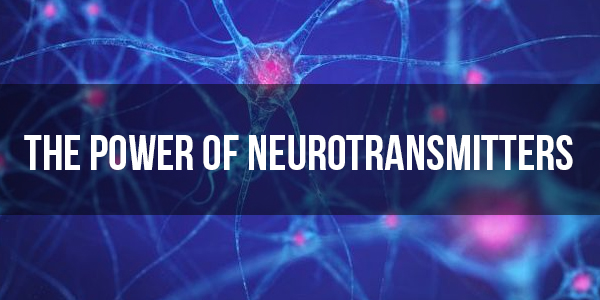 THE POWER OF NEUROTRANSMITTERS